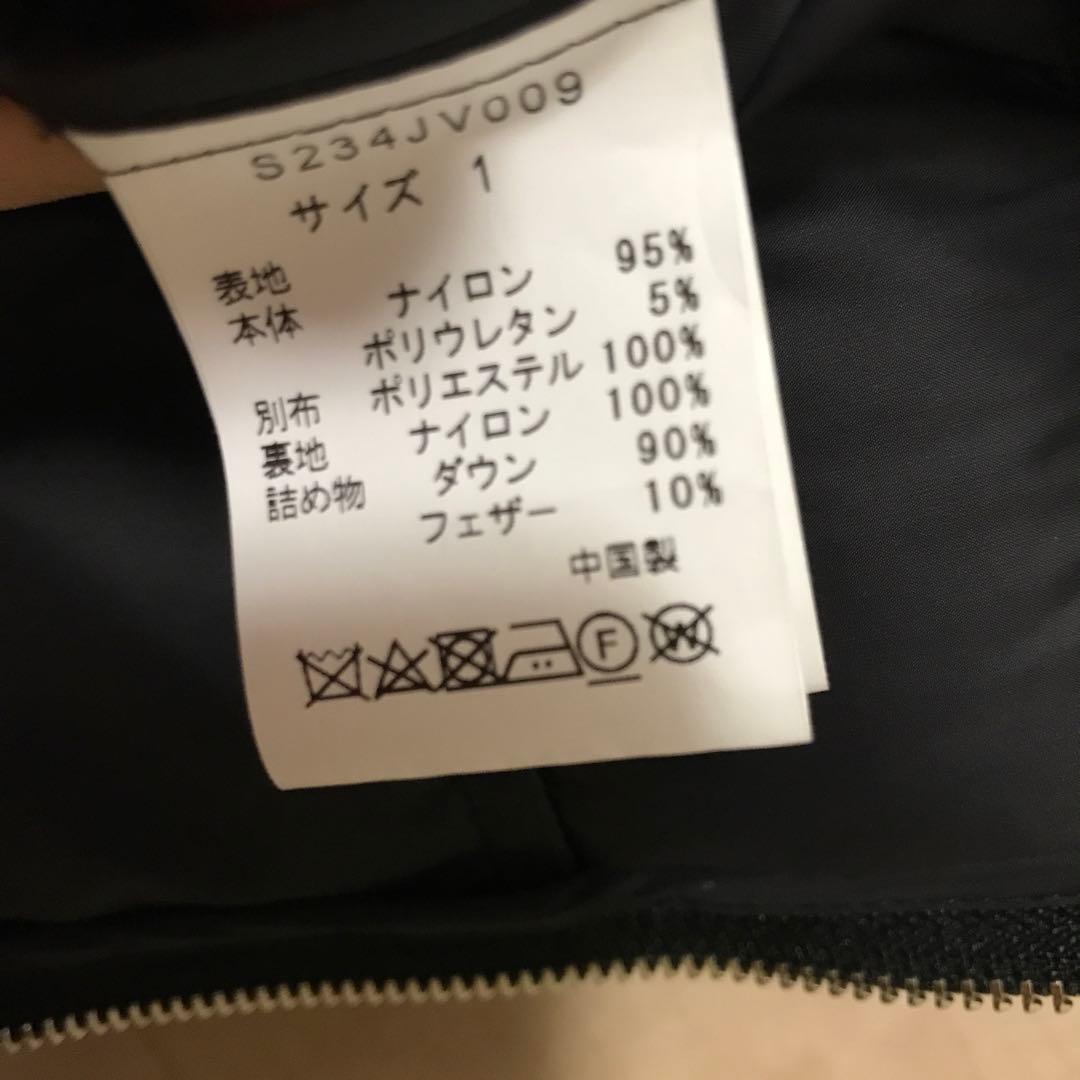 S234JV009
サイズ 1
表地
本体 ナイロン 95%
ポリウレタン 5%
別布 ポリエステル 100%
裏地 ナイロン 100%
詰め物 ダウン 90%
フェザー 10%
中国製
F W